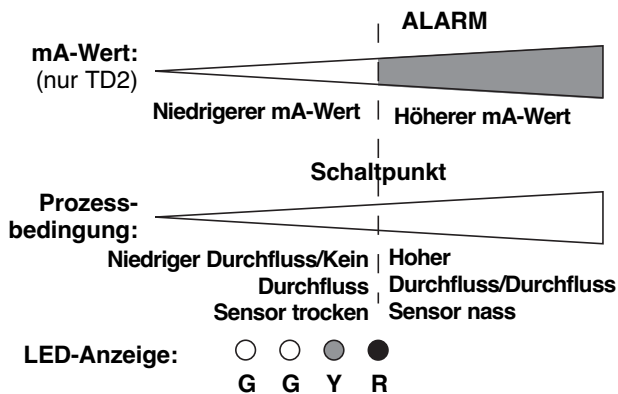 ALARM
mA-Wert:
(nur TD2)
Niedrigerer mA-Wert
Höherer mA-Wert
Schaltpunkt
Prozess-
bedingung:
Niedriger Durchfluss/Kein
Durchfluss
Sensor trocken
Hoher
Durchfluss/Durchfluss
Sensor nass
LED-Anzeige:
G G Y R